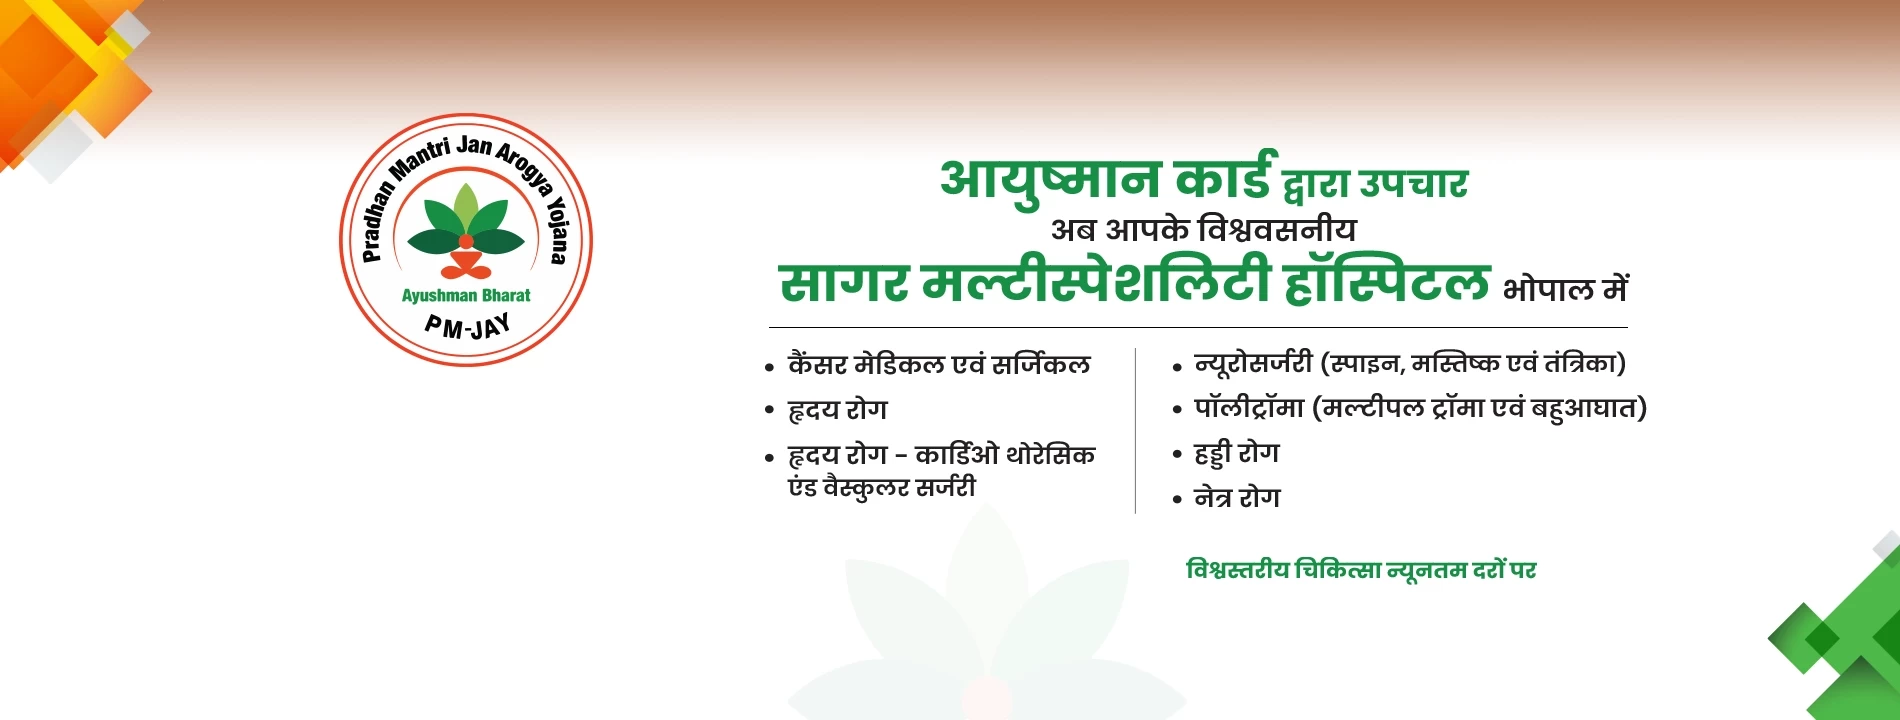 Pradhan Mantri Jan Arogya Yojana
Ayushman Bharat
PM-JAY
आयुष्मान कार्ड द्वारा उपचार
अब आपके विश्ववसनीय
सागर मल्टीस्पेशलिटी हॉस्पिटल भोपाल में
• कैंसर मेडिकल एवं सर्जिकल
• हृदय रोग
• हृदय रोग - कार्डिओ थोरेसिक
एंड वैस्कुलर सर्जरी
• न्यूरोसर्जरी (स्पाइन, मस्तिष्क एवं तंत्रिका)
• पॉलीट्रॉमा (मल्टीपल ट्रॉमा एवं बहुआघात)
• हड्डी रोग
• नेत्र रोग
विश्वस्तरीय चिकित्सा न्यूनतम दरों पर